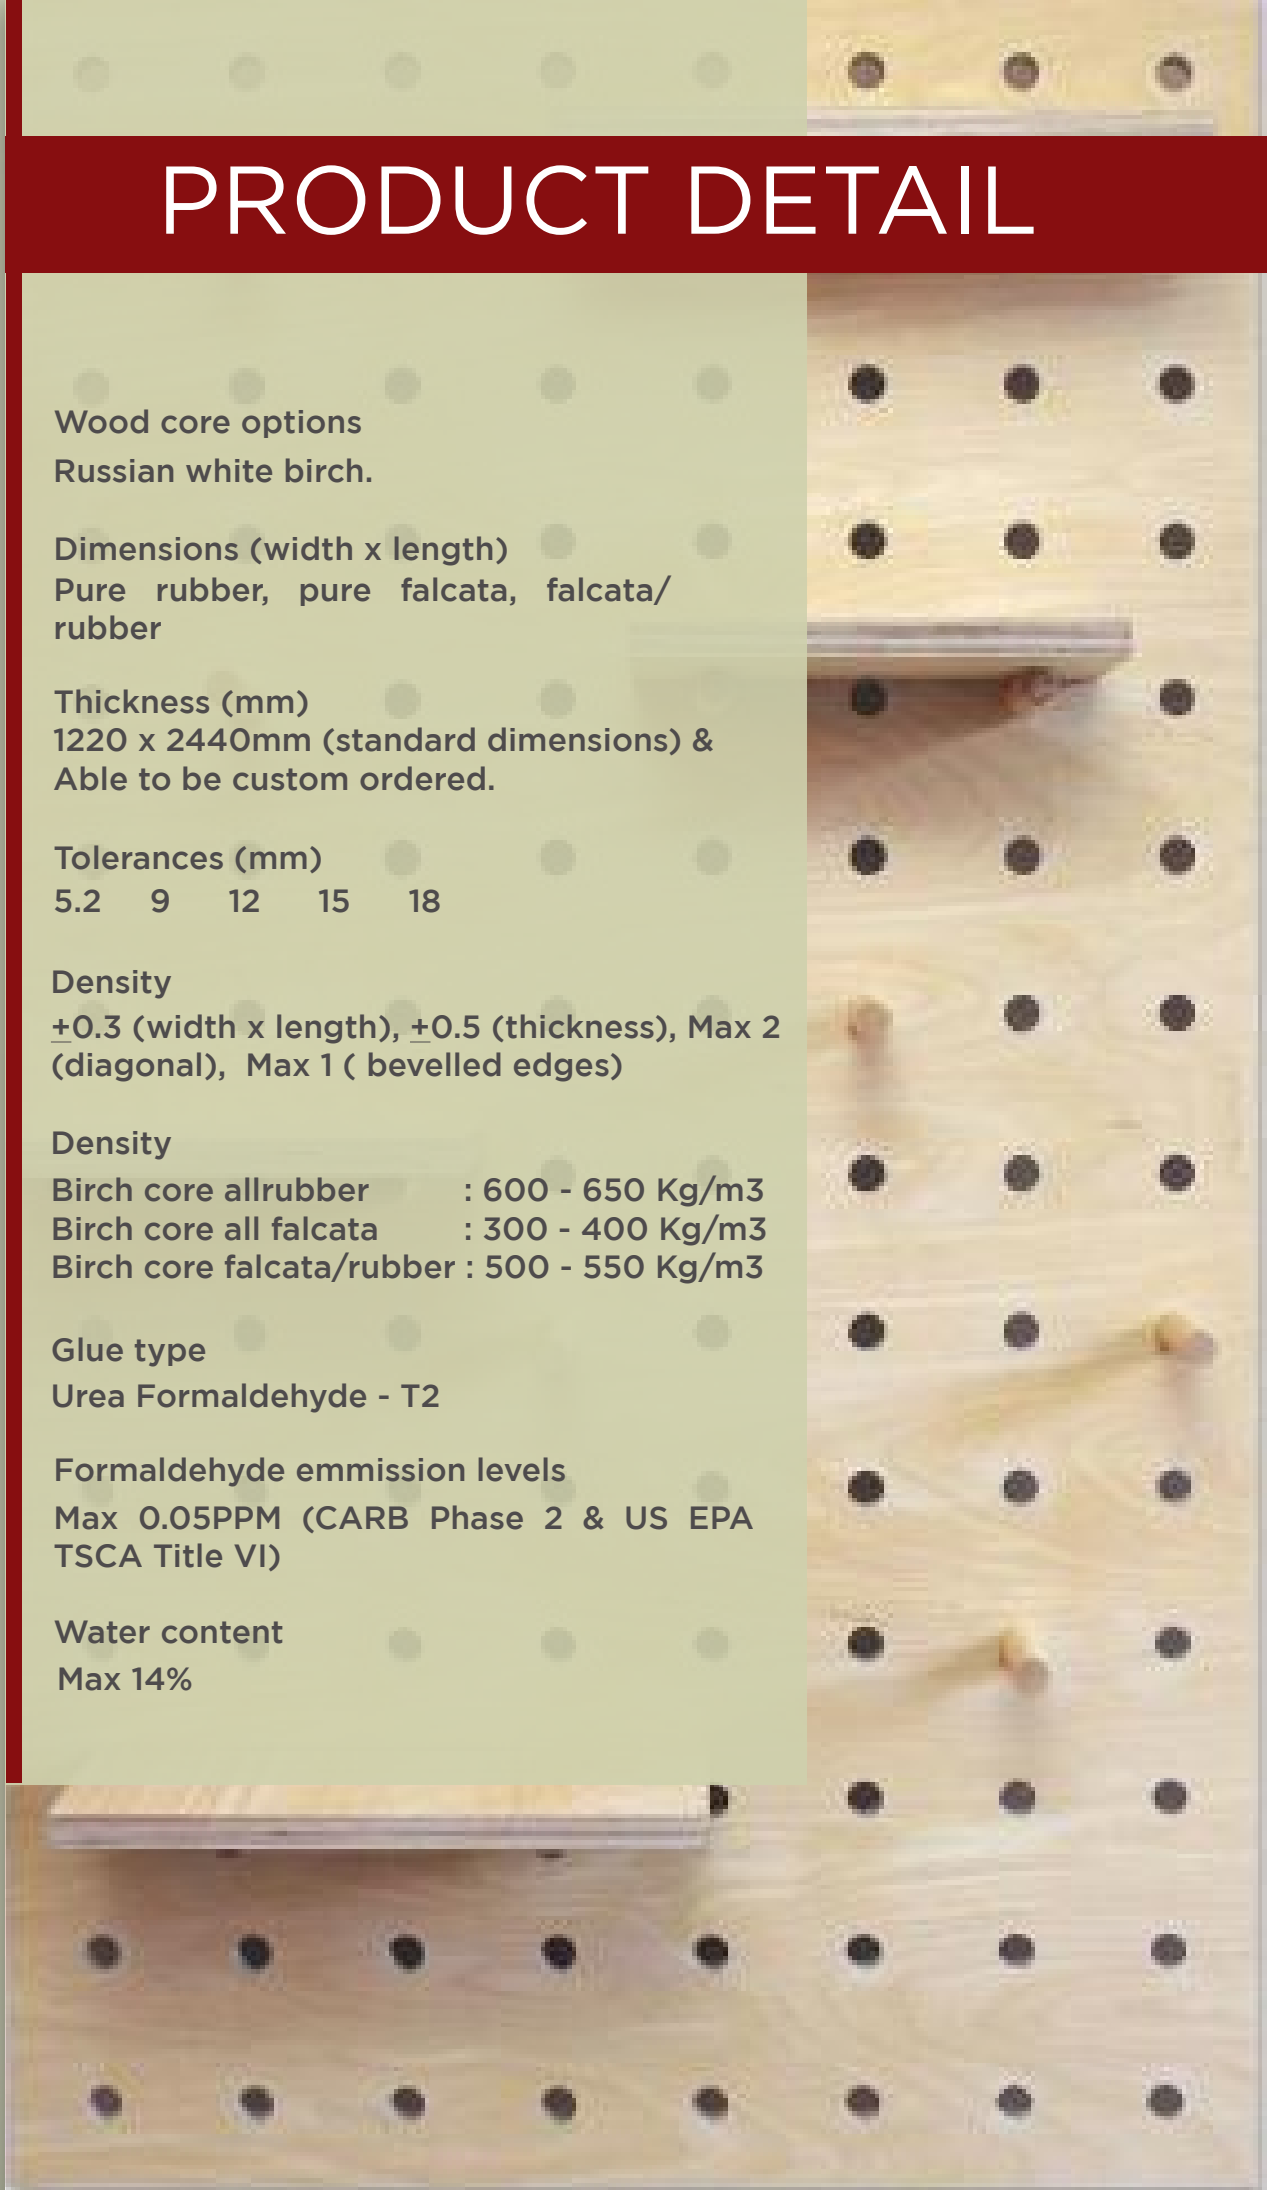 PRODUCT DETAIL
Wood core options
Russian white birch.
Dimensions (width x length)
Pure rubber, pure falcata, falcata/
rubber
Thickness (mm)
1220 x 2440mm (standard dimensions) &
Able to be custom ordered.
Tolerances (mm)
5.2 9 12 15 18
Density
±0.3 (width x length), ±0.5 (thickness), Max 2
(diagonal), Max 1 ( bevelled edges)
Density
Birch core allrubber : 600 - 650 Kg/m3
Birch core all falcata : 300 - 400 Kg/m3
Birch core falcata/rubber : 500 - 550 Kg/m3
Glue type
Urea Formaldehyde - T2
Formaldehyde emmission levels
Max 0.05PPM (CARB Phase 2 & US EPA
TSCA Title VI)
Water content
Max 14%